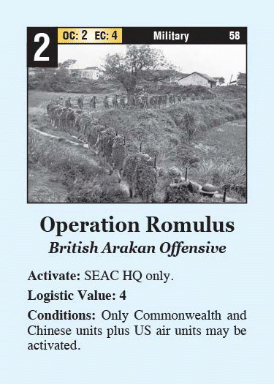 2
OC: 2 EC: 4
Military
58
Operation Romulus
British Arakan Offensive
Activate: SEAC HQ only.
Logistic Value: 4
Conditions: Only Commonwealth and
Chinese units plus US air units may be
activated.